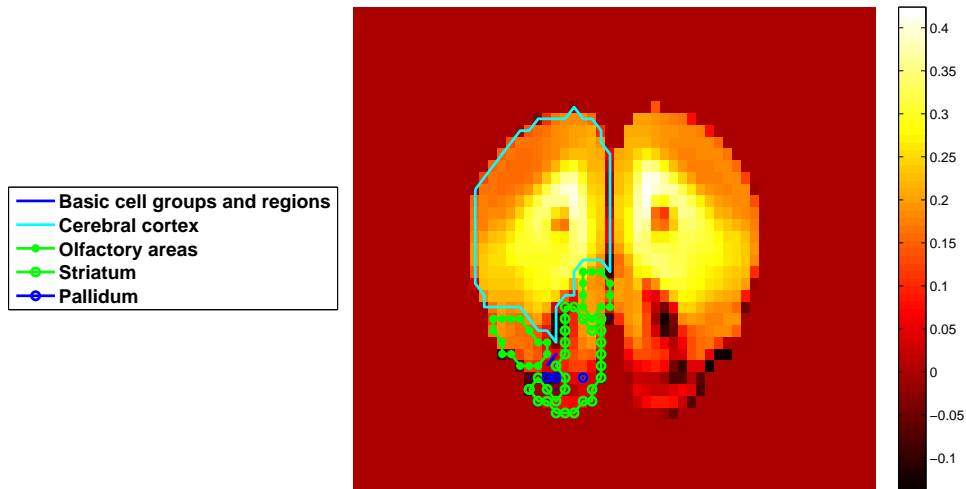 Basic cell groups and regions
Cerebral cortex
Olfactory areas
Striatum
Pallidum
0.4
0.35
0.3
0.25
0.2
0.15
0.1
0.05
0
−0.05
−0.1